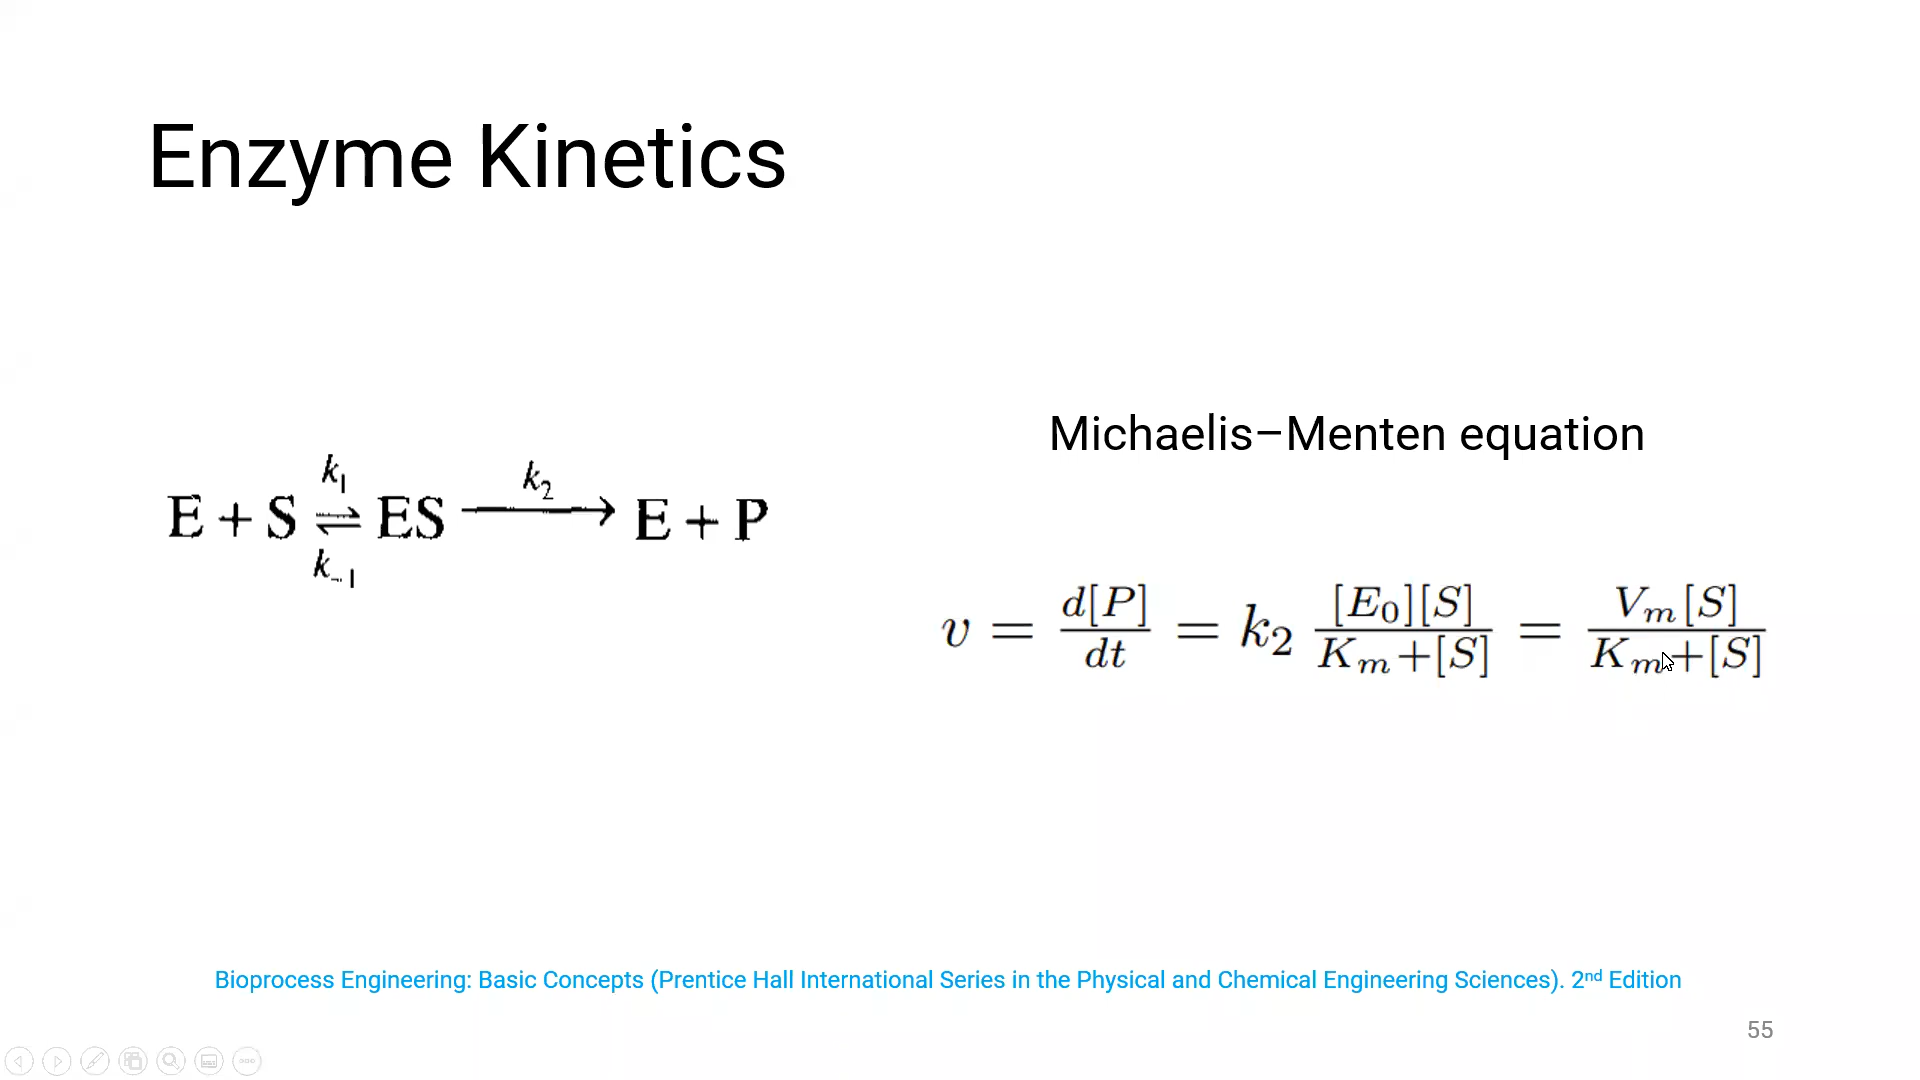 Enzyme Kinetics
Michaelis–Menten equation
E + S ⇌ ES ⟶ E + P
k₁
k₋₁
k₂
v = d[P]/dt = k₂ [E₀][S]/(Kₘ+[S]) = Vₘ[S]/(Kₘ+[S])
Bioprocess Engineering: Basic Concepts (Prentice Hall International Series in the Physical and Chemical Engineering Sciences). 2ⁿᵈ Edition
55